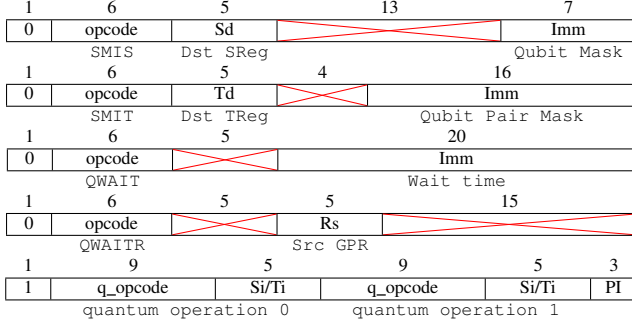 1 6 5 13 7
0 opcode Sd Imm
SMIS Dst SReg Qubit Mask
1 6 5 4 16
0 opcode Td Imm
SMIT Dst TReg Qubit Pair Mask
1 6 5 20
0 opcode Imm
QWAIT Wait time
1 6 5 5 15
0 opcode Rs
QWAITR Src GPR
1 9 5 9 5 3
1 q_opcode Si/Ti q_opcode Si/Ti PI
quantum operation 0 quantum operation 1